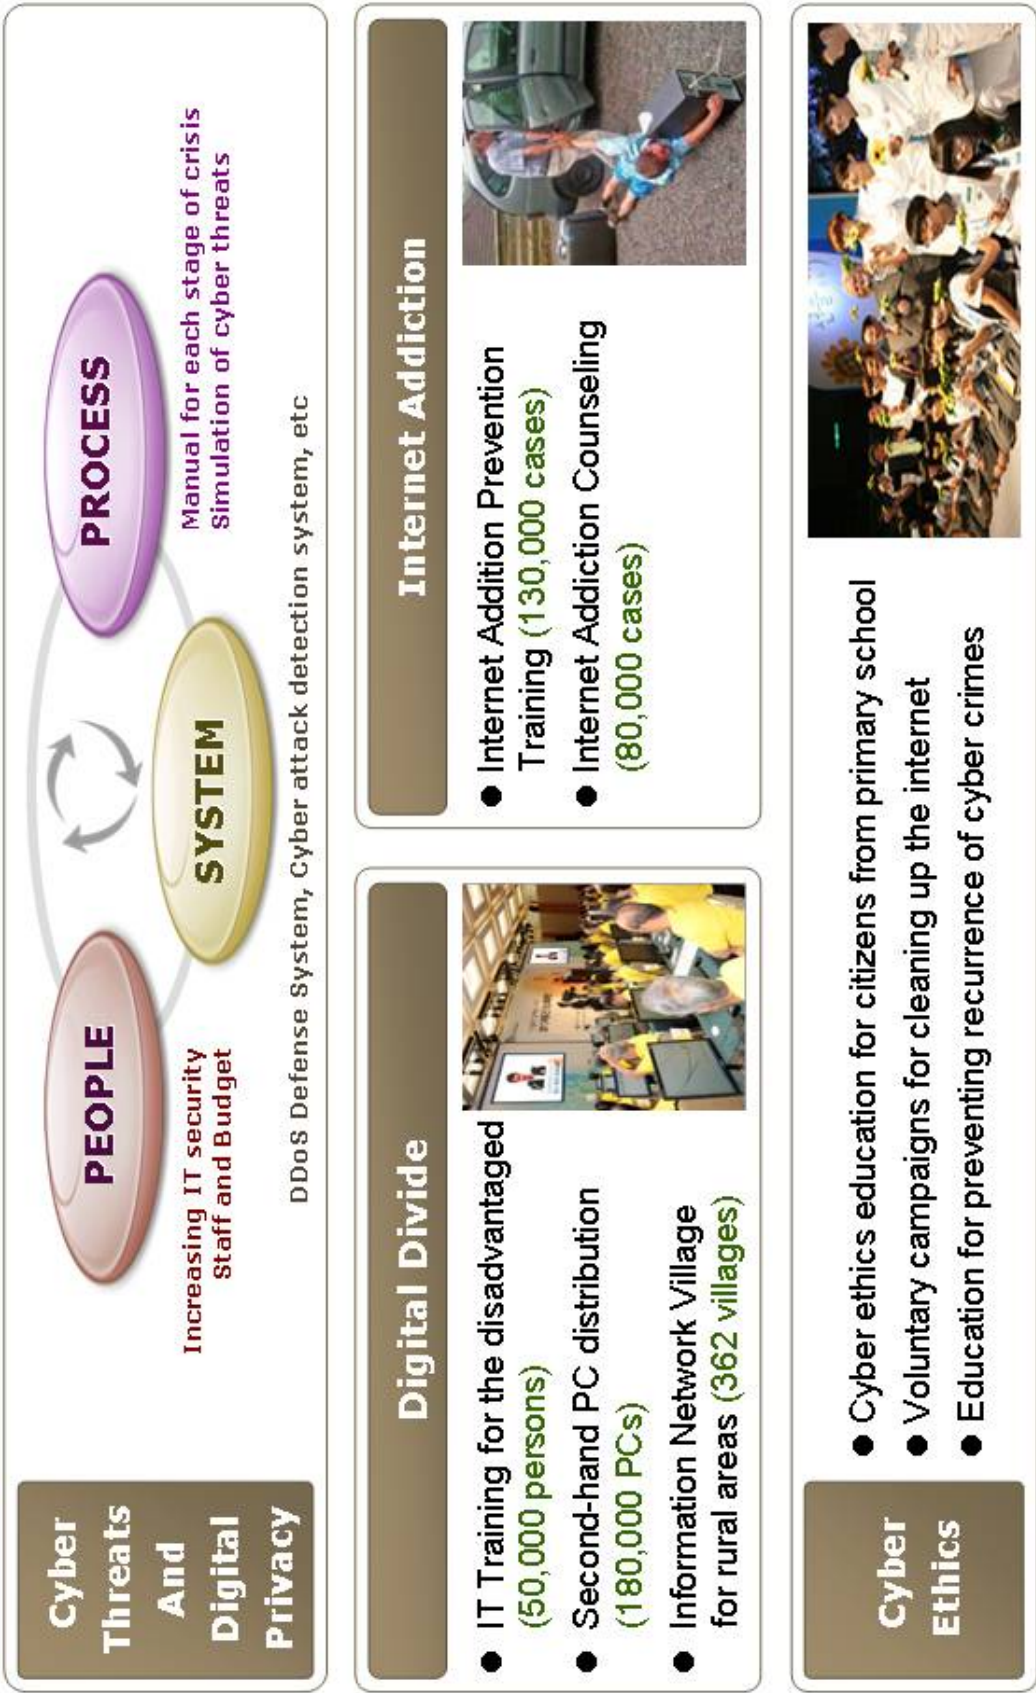 Cyber
Threats
And
Digital
Privacy
PEOPLE
SYSTEM
PROCESS
Increasing IT security
Staff and Budget
Manual for each stage of crisis
Simulation of cyber threats
DDoS Defense System, Cyber attack detection system, etc
Digital Divide
● IT Training for the disadvantaged
(50,000 persons)
● Second-hand PC distribution
(180,000 PCs)
● Information Network Village
for rural areas (362 villages)
Internet Addiction
● Internet Addition Prevention
Training (130,000 cases)
● Internet Addiction Counseling
(80,000 cases)
Cyber
Ethics
● Cyber ethics education for citizens from primary school
● Voluntary campaigns for cleaning up the internet
● Education for preventing recurrence of cyber crimes